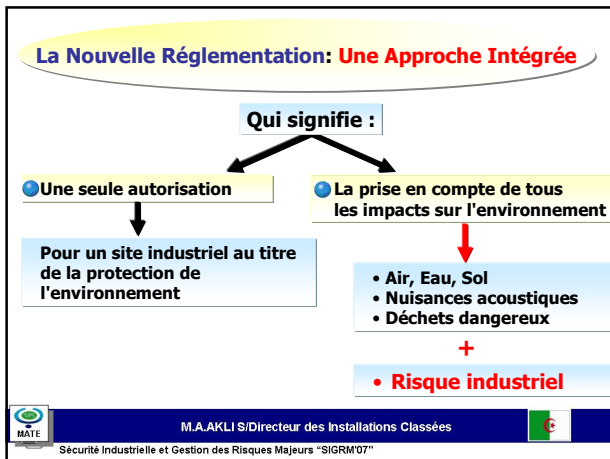 La Nouvelle Réglementation: Une Approche Intégrée
Qui signifie :
Une seule autorisation
Pour un site industriel au titre
de la protection de
l'environnement
La prise en compte de tous
les impacts sur l'environnement
• Air, Eau, Sol
• Nuisances acoustiques
• Déchets dangereux
+
• Risque industriel
MATE
M.A.AKLI S/Directeur des Installations Classées
Sécurité Industrielle et Gestion des Risques Majeurs "SIGRM'07"